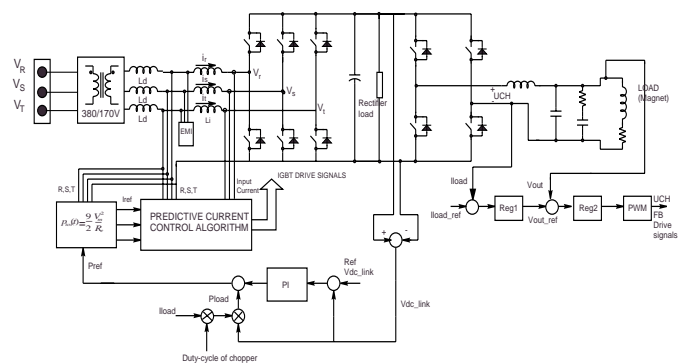 V_R
V_S
V_T
380/170V
Ld
Ld
Ld
i_r
i_s
i_t
Li
EMI
V_r
V_s
V_t
Rectifier
load
+
UCH
-
LOAD
(Magnet)
R,S,T
R,S,T
Input
Current
IGBT DRIVE SIGNALS
Iref
PREDICTIVE CURRENT
CONTROL ALGORITHM
Pref
Iload
Iload_ref
Reg1
Vout
Vout_ref
Reg2
PWM
UCH
FB
Drive
signals
+
-
Ref
Vdc_link
PI
Pload
Iload
Vdc_link
Duty-cycle of chopper